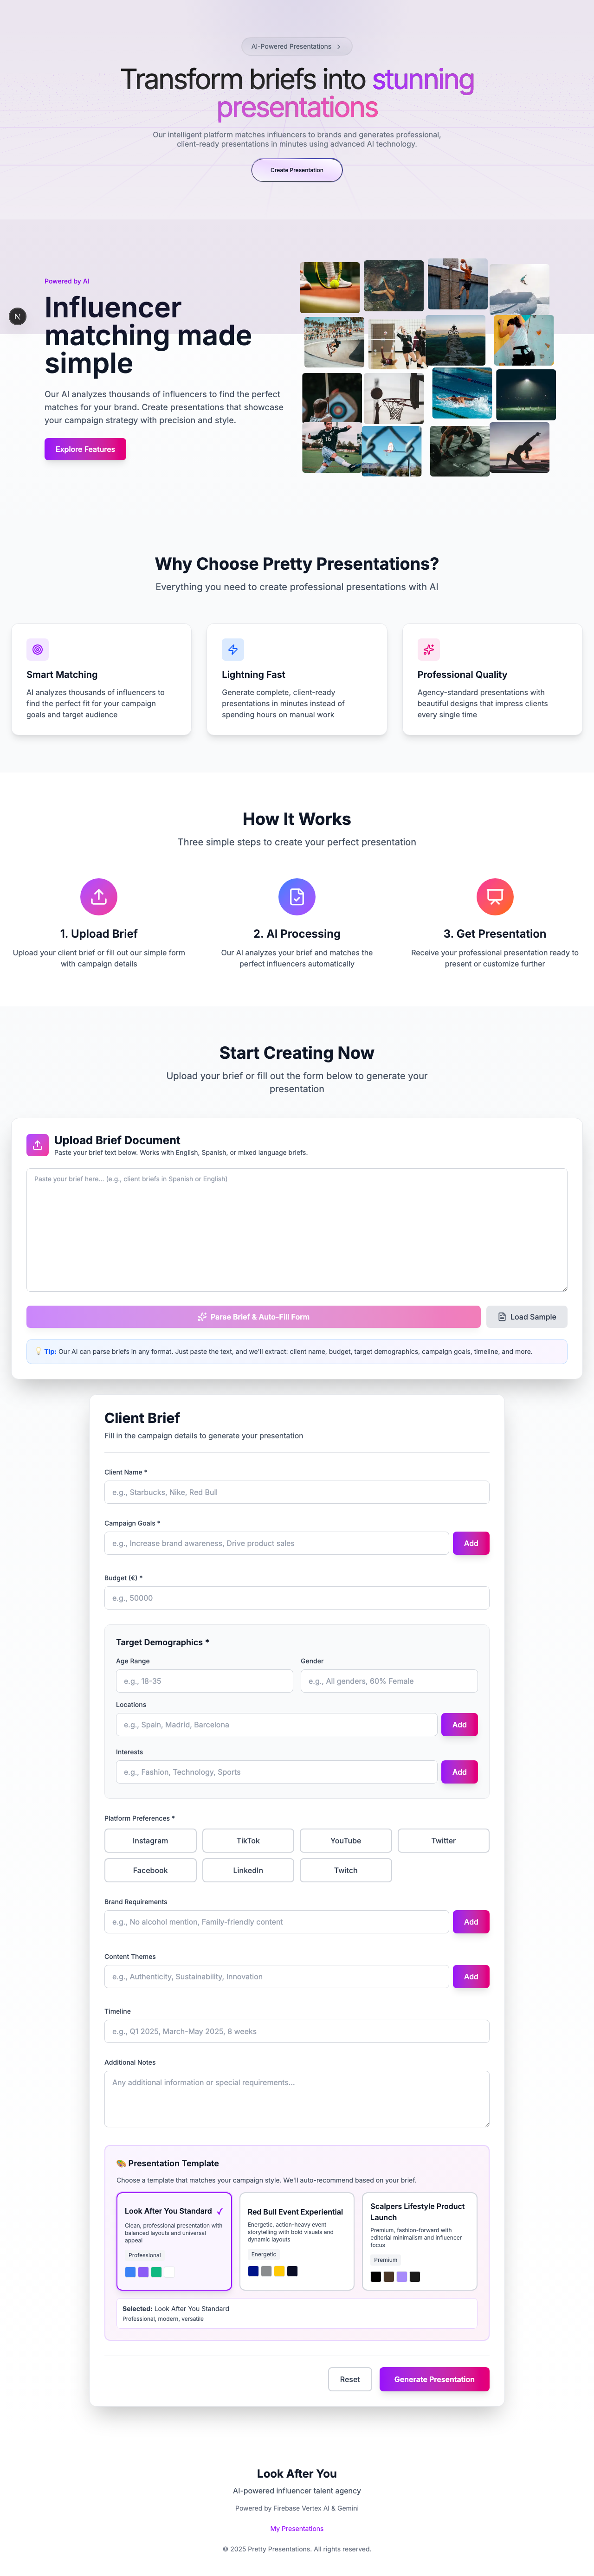 AI-Powered Presentations
Transform briefs into stunning
presentations
Our intelligent platform matches influencers to brands and generates professional,
client-ready presentations in minutes using advanced AI technology.
Create Presentation
Powered by AI
Influencer
matching made
simple
N
Our AI analyzes thousands of influencers to find the perfect
matches for your brand. Create presentations that showcase
your campaign strategy with precision and style.
Explore Features
Why Choose Pretty Presentations?
Everything you need to create professional presentations with AI
Smart Matching
AI analyzes thousands of influencers to
find the perfect fit for your campaign
goals and target audience
Lightning Fast
Generate complete, client-ready
presentations in minutes instead of
spending hours on manual work
Professional Quality
Agency-standard presentations with
beautiful designs that impress clients
every single time
How It Works
Three simple steps to create your perfect presentation
1. Upload Brief
Upload your client brief or fill out our simple form
with campaign details
2. AI Processing
Our AI analyzes your brief and matches the
perfect influencers automatically
3. Get Presentation
Receive your professional presentation ready to
present or customize further
Start Creating Now
Upload your brief or fill out the form below to generate your
presentation
Upload Brief Document
Paste your brief text below. Works with English, Spanish, or mixed language briefs.
Paste your brief here... (e.g., client briefs in Spanish or English)
Parse Brief & Auto-Fill Form
Load Sample
💡 Tip: Our AI can parse briefs in any format. Just paste the text, and we'll extract: client name, budget, target demographics, campaign goals, timeline, and more.
Client Brief
Fill in the campaign details to generate your presentation
Client Name *
e.g., Starbucks, Nike, Red Bull
Campaign Goals *
e.g., Increase brand awareness, Drive product sales
Add
Budget (€) *
e.g., 50000
Target Demographics *
Age Range
Gender
e.g., 18-35
e.g., All genders, 60% Female
Locations
e.g., Spain, Madrid, Barcelona
Add
Interests
e.g., Fashion, Technology, Sports
Add
Platform Preferences *
Instagram
TikTok
YouTube
Twitter
Facebook
LinkedIn
Twitch
Brand Requirements
e.g., No alcohol mention, Family-friendly content
Add
Content Themes
e.g., Authenticity, Sustainability, Innovation
Add
Timeline
e.g., Q1 2025, March-May 2025, 8 weeks
Additional Notes
Any additional information or special requirements...
🎨 Presentation Template
Choose a template that matches your campaign style. We'll auto-recommend based on your brief.
Look After You Standard ✓
Clean, professional presentation with
balanced layouts and universal
appeal
Professional
Red Bull Event Experiential
Energetic, action-heavy event
storytelling with bold visuals and
dynamic layouts
Energetic
Scalpers Lifestyle Product
Launch
Premium, fashion-forward with
editorial minimalism and influencer
focus
Premium
Selected: Look After You Standard
Professional, modern, versatile
Reset
Generate Presentation
Look After You
AI-powered influencer talent agency
Powered by Firebase Vertex AI & Gemini
My Presentations
© 2025 Pretty Presentations. All rights reserved.